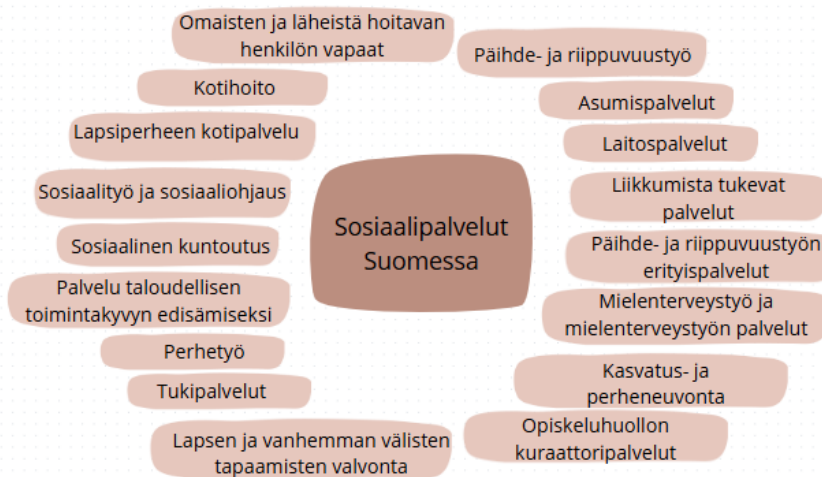 Omaisten ja läheistä hoitavan
henkilön vapaat
Kotihoito
Lapsiperheen kotipalvelu
Sosiaalityö ja sosiaaliohjaus
Sosiaalinen kuntoutus
Palvelu taloudellisen
toimintakyvyn edisämiseksi
Perhetyö
Tukipalvelut
Lapsen ja vanhemman välisten
tapaamisten valvonta
Sosiaalipalvelut
Suomessa
Päihde- ja riippuvuustyö
Asumispalvelut
Laitospalvelut
Liikkumista tukevat
palvelut
Päihde- ja riippuvuustyön
erityispalvelut
Mielenterveystyö ja
mielenterveystyön palvelut
Kasvatus- ja
perheneuvonta
Opiskeluhuollon
kuraattoripalvelut